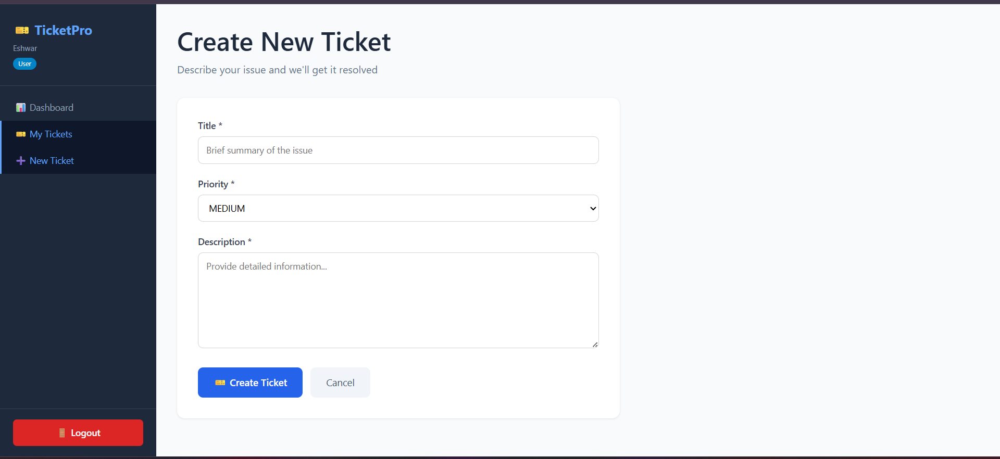 TicketPro
Eshwar
User
Dashboard
My Tickets
New Ticket
Logout
Create New Ticket
Describe your issue and we'll get it resolved
Title *
Brief summary of the issue
Priority *
MEDIUM
Description *
Provide detailed information...
Create Ticket
Cancel